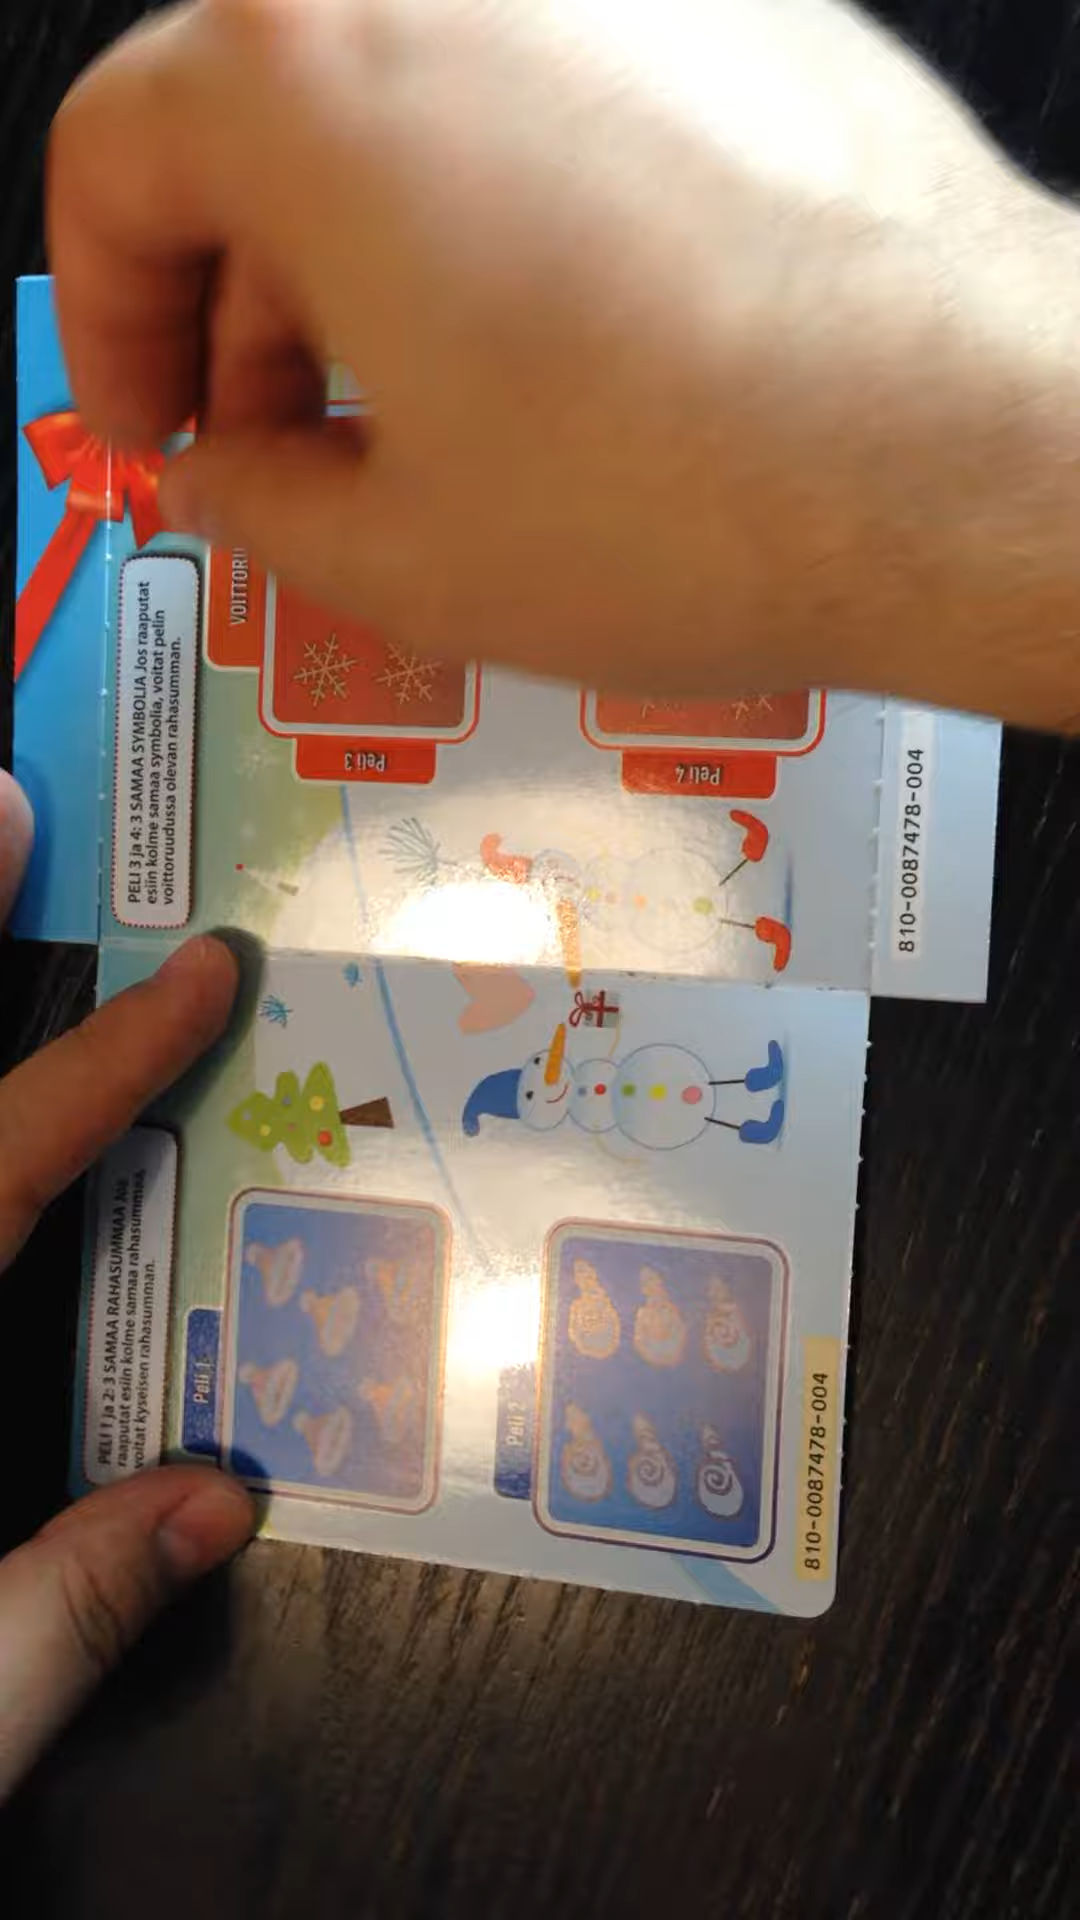 PELI 3 ja 4: 3 SAMAA SYMBOLIA Jos raaputat
esiin kolme samaa symbolia, voitat pelin
voittoruudussa olevan rahasumman.
VOITTORU
Peli 3
Peli 4
810-0087478-004
PELI 1 ja 2: 3 SAMAA RAHASUMMAA Jos
raaputat esiin kolme samaa rahasummaa,
voitat kyseisen rahasumman.
Peli 1
Peli 2
810-0087478-004